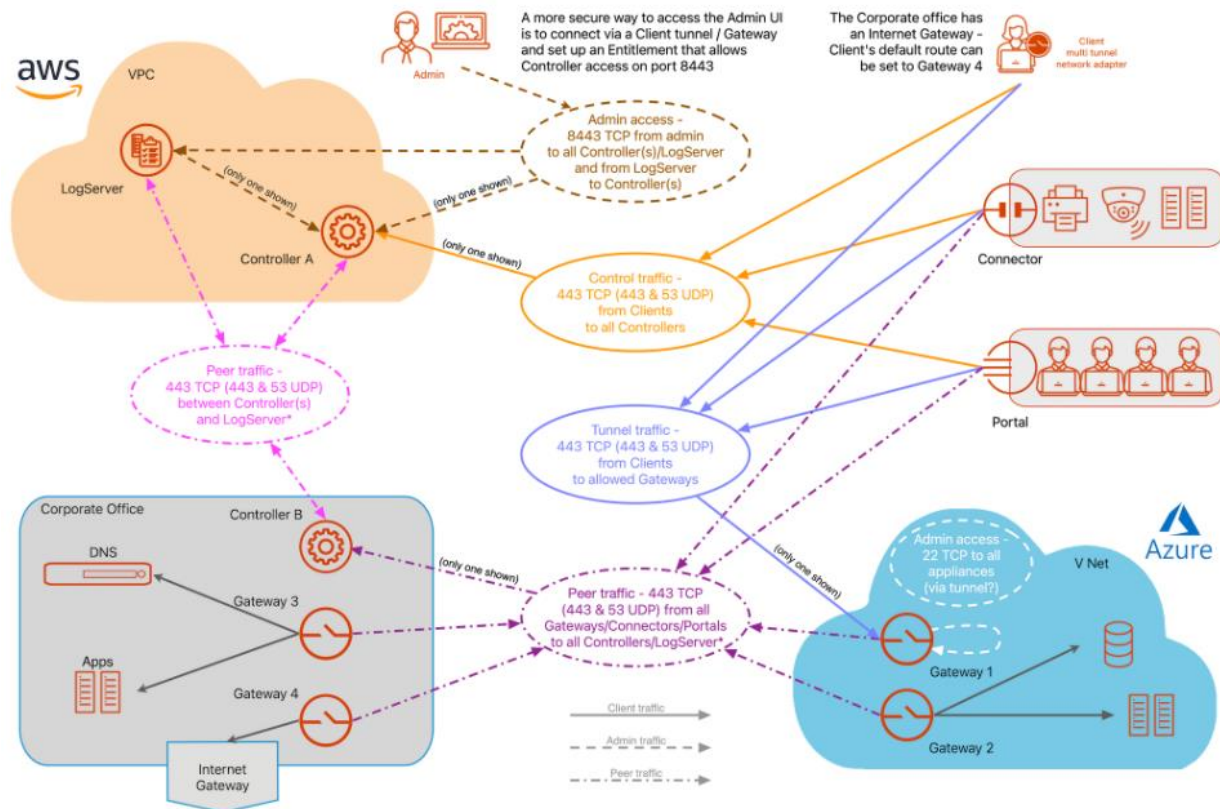 aws
VPC
LogServer
Controller A
(only one shown)
Admin
A more secure way to access the Admin UI
is to connect via a Client tunnel / Gateway
and set up an Entitlement that allows
Controller access on port 8443
The Corporate office has
an Internet Gateway –
Client's default route can
be set to Gateway 4
Client
multi tunnel
network adapter
Admin access -
8443 TCP from admin
to all Controller(s)/LogServer
and from LogServer
to Controller(s)
(only one shown)
(only one shown)
Control traffic -
443 TCP (443 & 53 UDP)
from Clients
to all Controllers
Connector
Peer traffic -
443 TCP (443 & 53 UDP)
between Controller(s)
and LogServer*
Tunnel traffic -
443 TCP (443 & 53 UDP)
from Clients
to allowed Gateways
Portal
Corporate Office
Controller B
DNS
Gateway 3
Apps
Gateway 4
Internet
Gateway
(only one shown)
Peer traffic - 443 TCP
(443 & 53 UDP) from all
Gateways/Connectors/Portals
to all Controllers/LogServer*
(only one shown)
Admin access -
22 TCP to all
appliances
(via tunnel?)
V Net
Azure
Gateway 1
Gateway 2
Client traffic
Admin traffic
Peer traffic